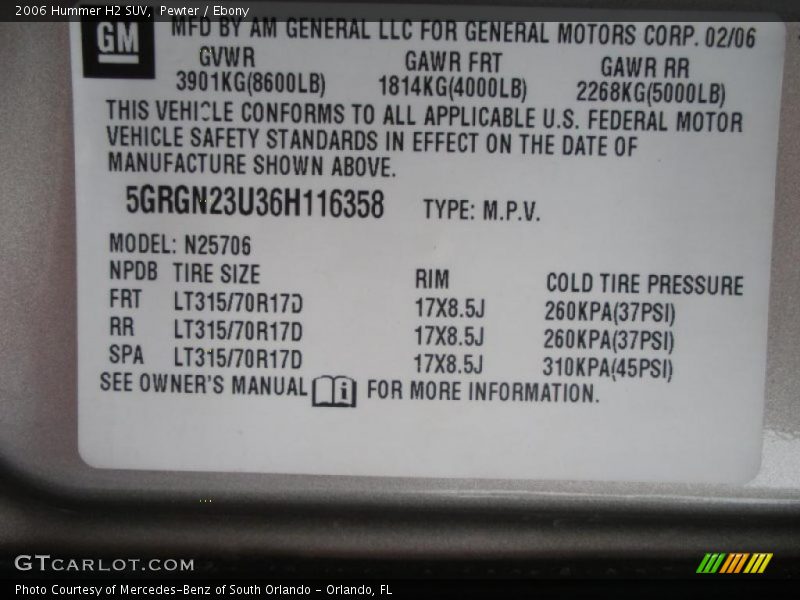 2006 Hummer H2 SUV,  Pewter / Ebony
GM
MFD BY AM GENERAL LLC FOR GENERAL MOTORS CORP. 02/06
GVWR GAWR FRT GAWR RR
3901KG(8600LB) 1814KG(4000LB) 2268KG(5000LB)
THIS VEHICLE CONFORMS TO ALL APPLICABLE U.S. FEDERAL MOTOR
VEHICLE SAFETY STANDARDS IN EFFECT ON THE DATE OF
MANUFACTURE SHOWN ABOVE.
5GRGN23U36H116358 TYPE: M.P.V.
MODEL: N25706
NPDB TIRE SIZE RIM COLD TIRE PRESSURE
FRT LT315/70R17D 17X8.5J 260KPA(37PSI)
RR LT315/70R17D 17X8.5J 260KPA(37PSI)
SPA LT315/70R17D 17X8.5J 310KPA(45PSI)
SEE OWNER'S MANUAL i FOR MORE INFORMATION.
GTCARLOT.COM
Photo Courtesy of Mercedes-Benz of South Orlando - Orlando, FL